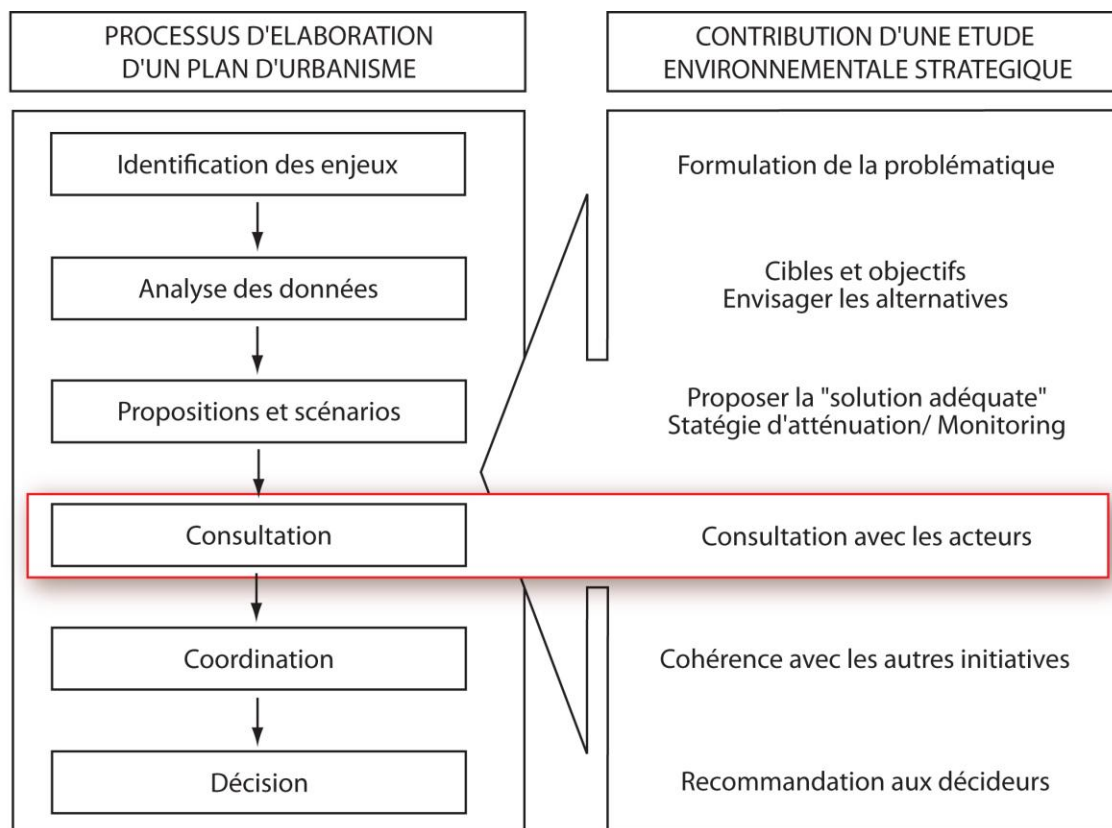 PROCESSUS D'ELABORATION
D'UN PLAN D'URBANISME
CONTRIBUTION D'UNE ETUDE
ENVIRONNEMENTALE STRATEGIQUE
Identification des enjeux
Formulation de la problématique
Analyse des données
Cibles et objectifs
Envisager les alternatives
Propositions et scénarios
Proposer la "solution adéquate"
Statégie d'atténuation/ Monitoring
Consultation
Consultation avec les acteurs
Coordination
Cohérence avec les autres initiatives
Décision
Recommandation aux décideurs